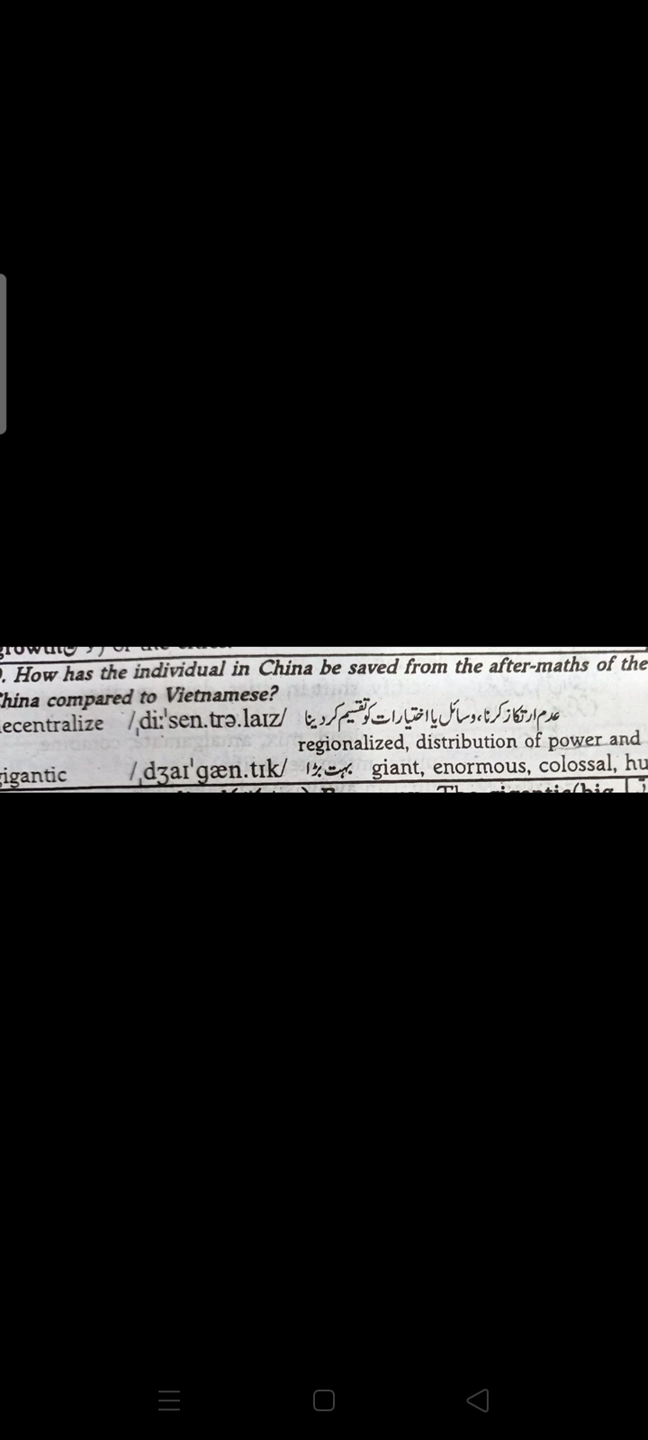 . How has the individual in China be saved from the after-maths of the
China compared to Vietnamese?
ecentralize /ˌdiːˈsen.trə.laɪz/ عدم ارتکاز کرنا، وسائل یا اختیارات کو تقسیم کر دینا
regionalized, distribution of power and
igantic /ˌdʒaɪˈɡæn.tɪk/ بہت بڑا giant, enormous, colossal, hu